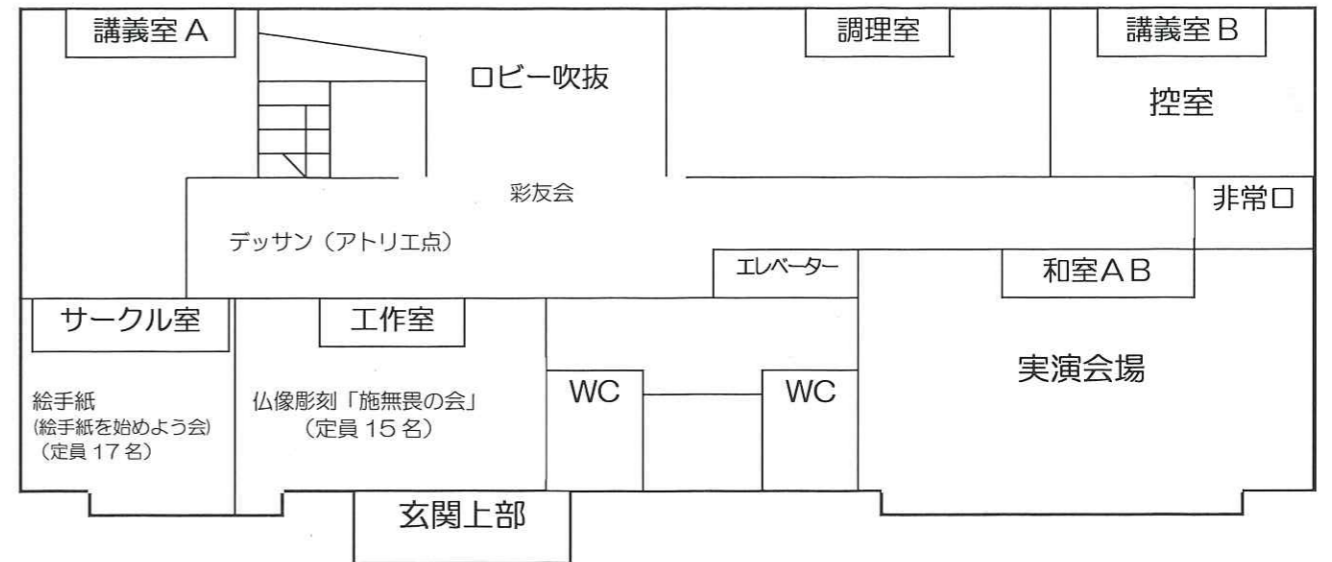 講義室 A
調理室
講義室 B
ロビー吹抜
控室
彩友会
非常口
デッサン（アトリエ点）
エレベーター
和室ＡＢ
サークル室
工作室
実演会場
絵手紙
(絵手紙を始めよう会)
（定員 17 名）
仏像彫刻「施無畏の会」
（定員 15 名）
WC
WC
玄関上部